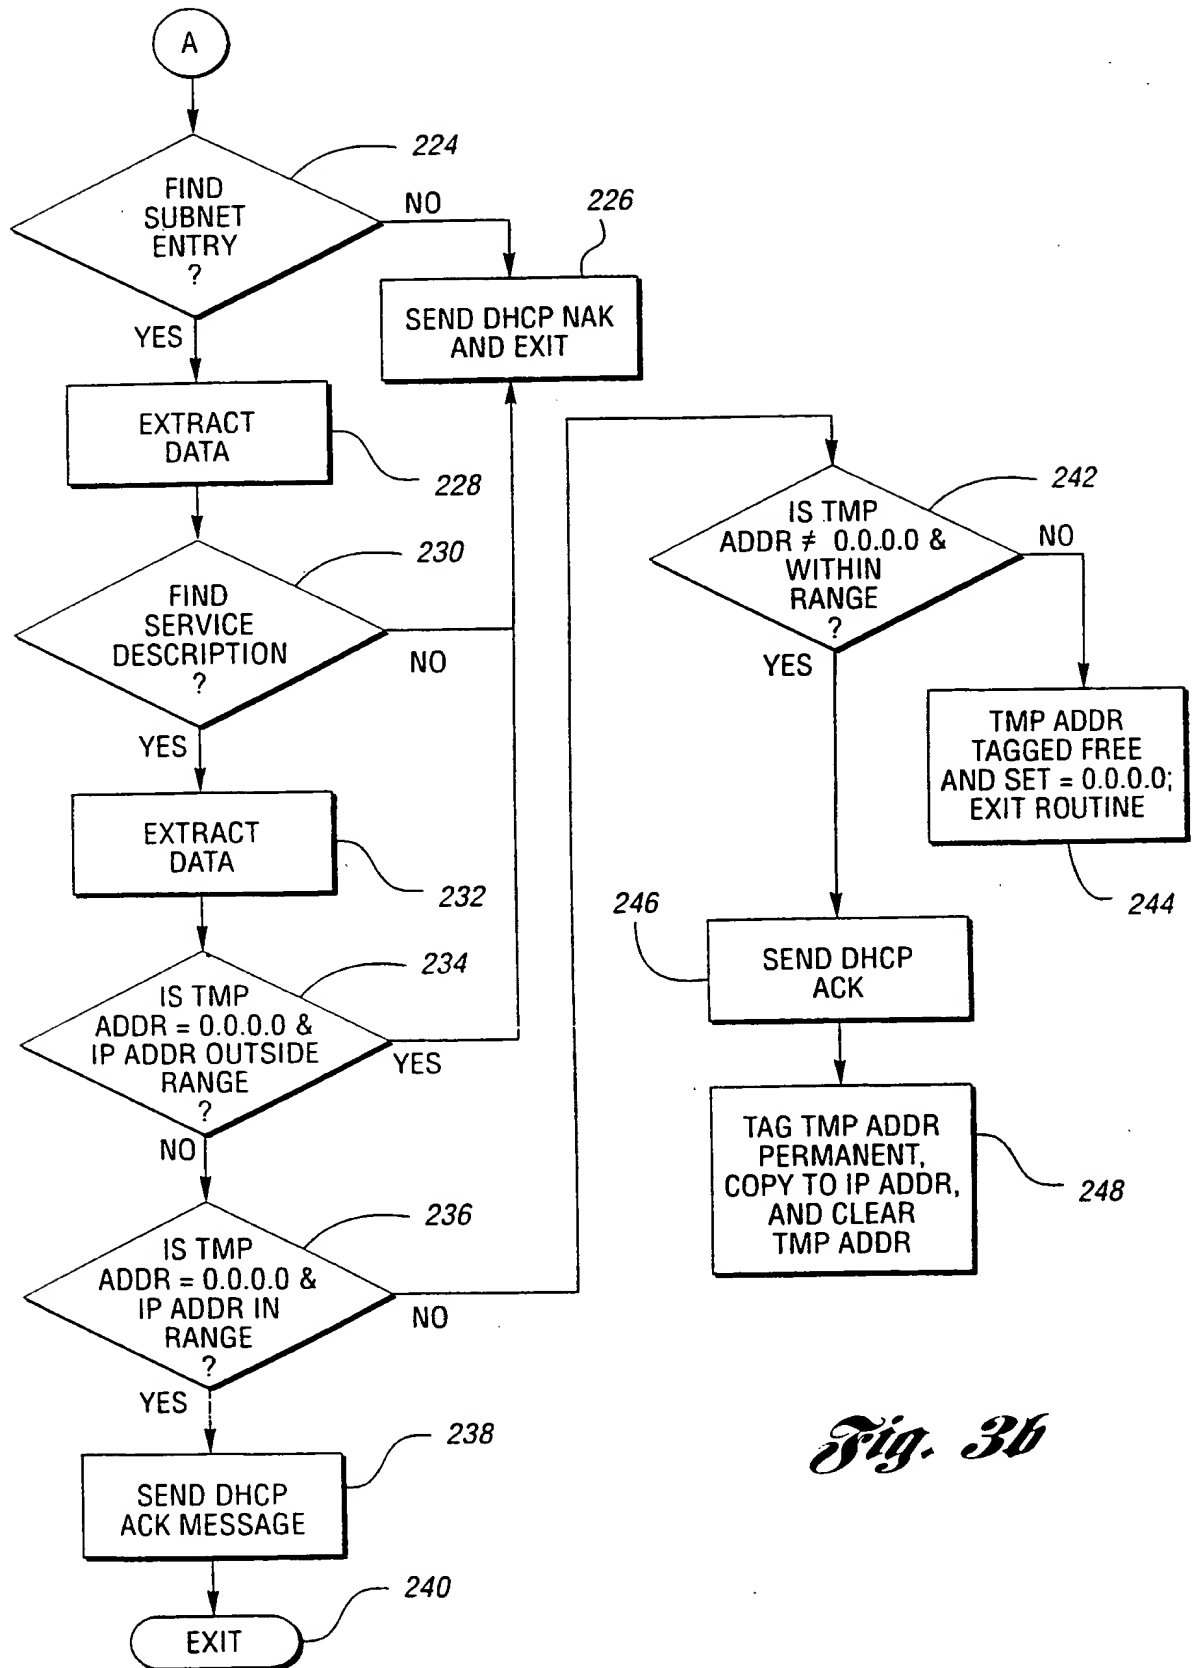 A
224
FIND
SUBNET
ENTRY
?
NO
YES
226
SEND DHCP NAK
AND EXIT
EXTRACT
DATA
228
230
FIND
SERVICE
DESCRIPTION
?
NO
YES
EXTRACT
DATA
232
234
IS TMP
ADDR = 0.0.0.0 &
IP ADDR OUTSIDE
RANGE
?
YES
NO
236
IS TMP
ADDR = 0.0.0.0 &
IP ADDR IN
RANGE
?
NO
YES
238
SEND DHCP
ACK MESSAGE
240
EXIT
242
IS TMP
ADDR ≠ 0.0.0.0 &
WITHIN
RANGE
?
NO
YES
TMP ADDR
TAGGED FREE
AND SET = 0.0.0.0;
EXIT ROUTINE
244
246
SEND DHCP
ACK
TAG TMP ADDR
PERMANENT,
COPY TO IP ADDR,
AND CLEAR
TMP ADDR
248
Fig. 3b